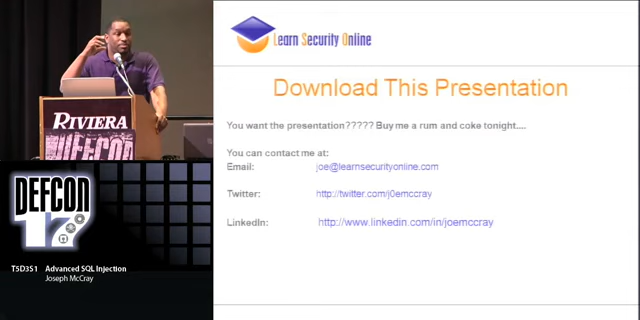 Learn Security Online
Download This Presentation
You want the presentation????? Buy me a rum and coke tonight....
You can contact me at:
Email: joe@learnsecurityonline.com
Twitter: http://twitter.com/j0emccray
LinkedIn: http://www.linkedin.com/in/joemccray
RIVIERA
DEFCON
DEFCON
17
T5D3S1 Advanced SQL Injection
Joseph McCray